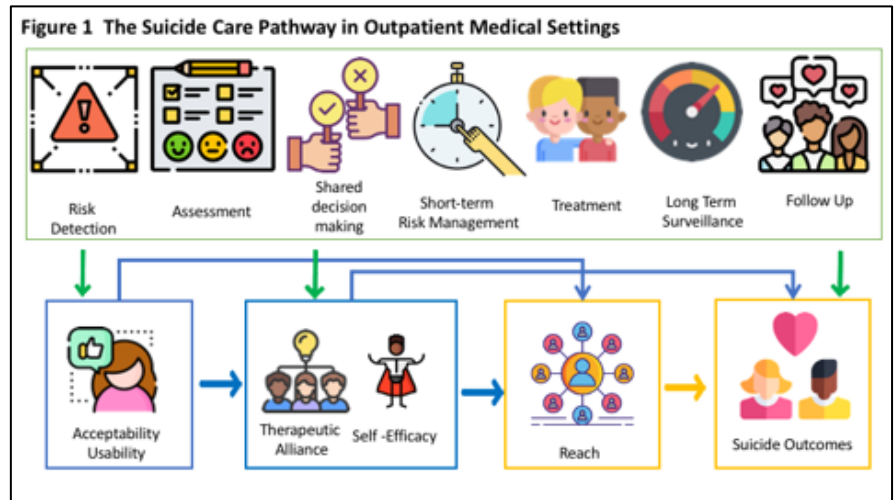 Figure 1 The Suicide Care Pathway in Outpatient Medical Settings
Risk
Detection
Assessment
Shared
decision
making
Short-term
Risk Management
Treatment
Long Term
Surveillance
Follow Up
Acceptability
Usability
Therapeutic
Alliance
Self -Efficacy
Reach
Suicide Outcomes